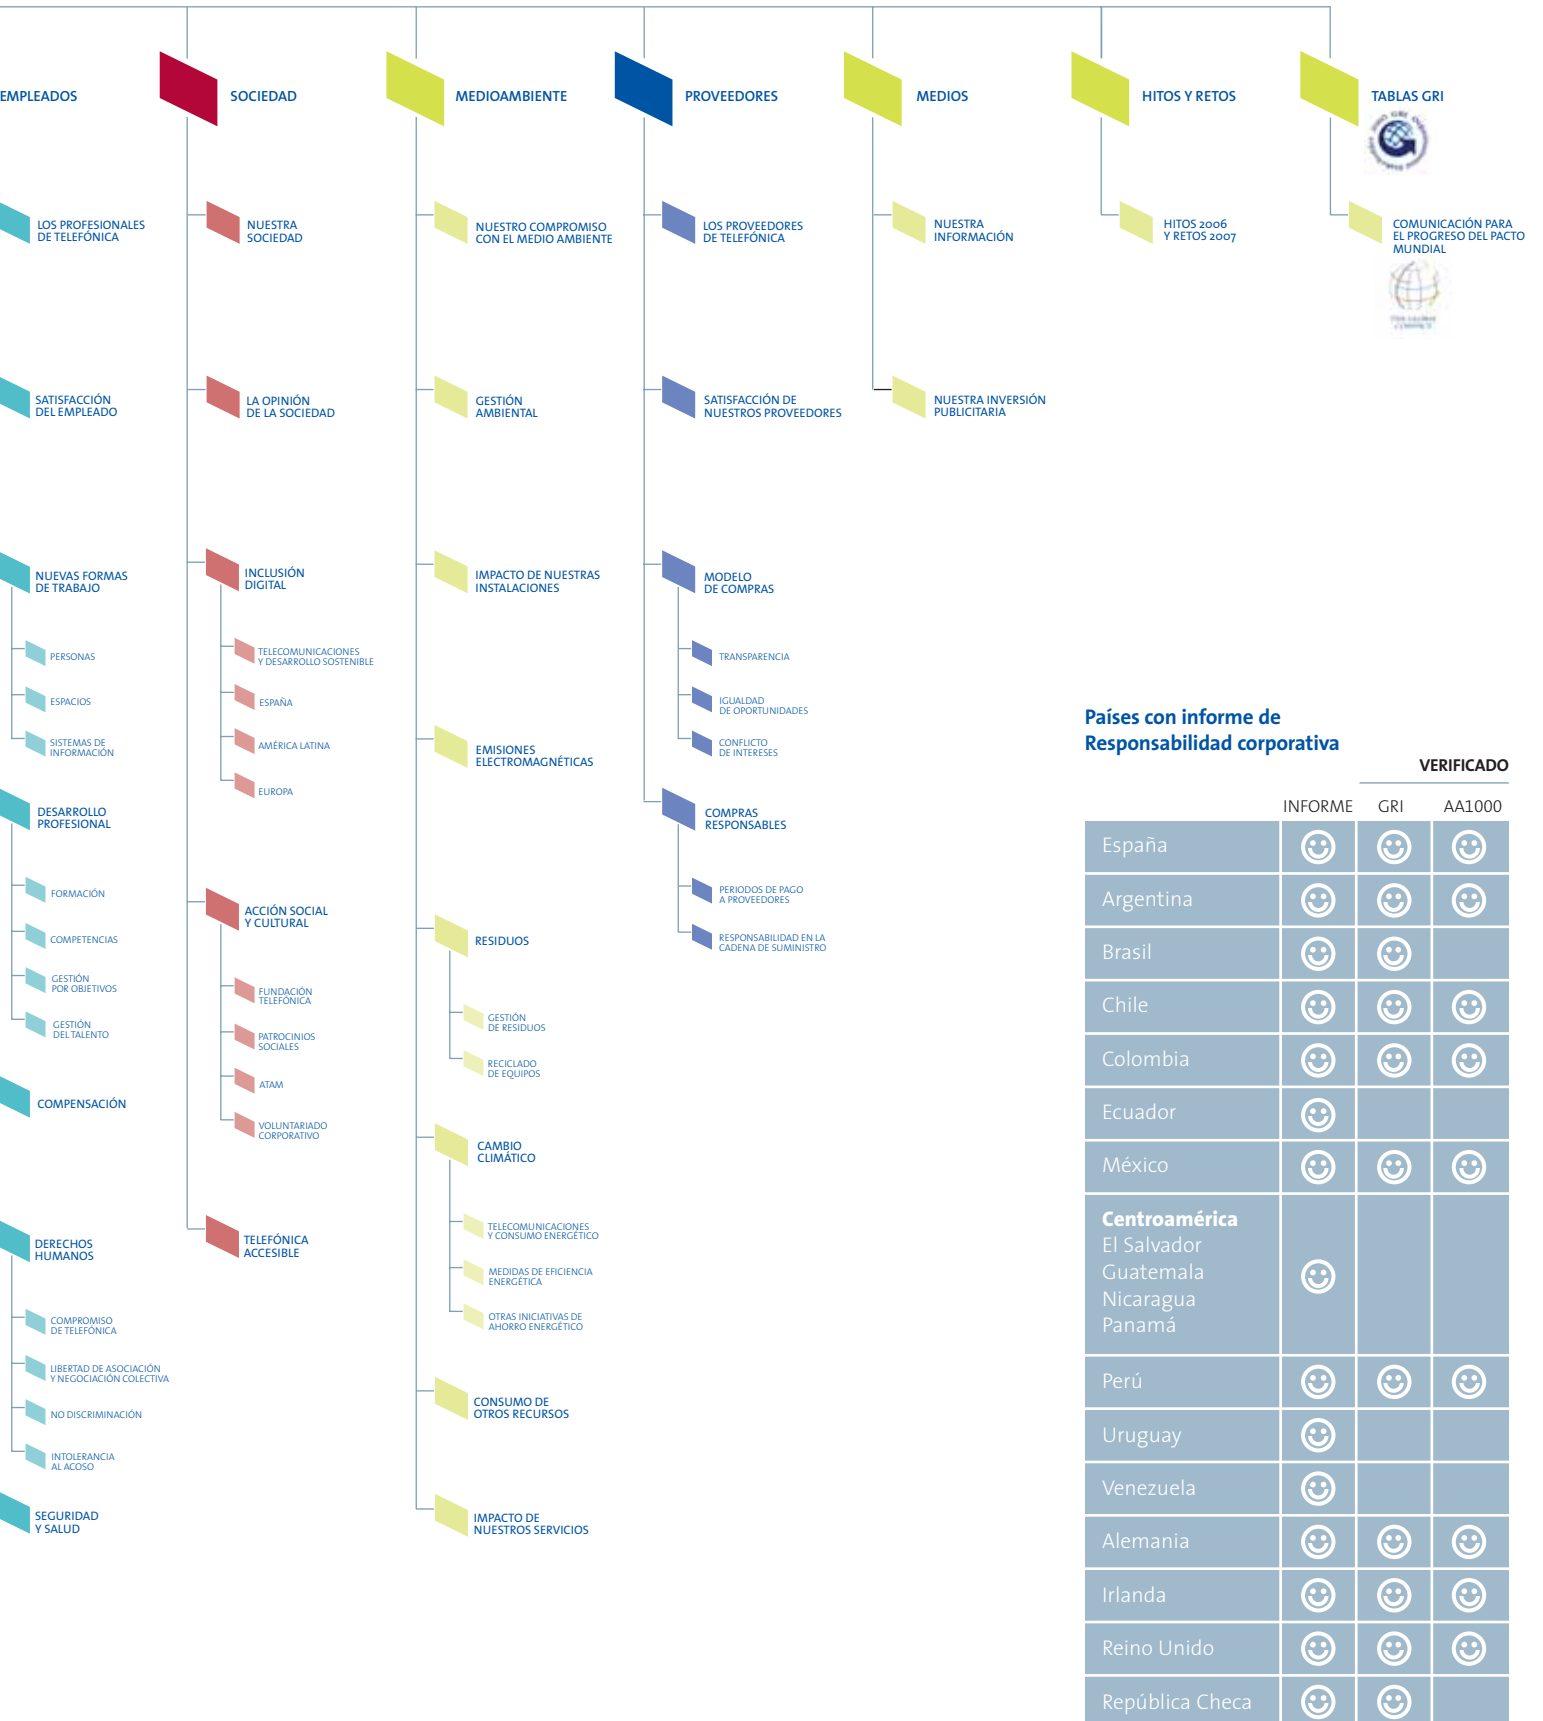 EMPLEADOS
LOS PROFESIONALES
DE TELEFÓNICA
SATISFACCIÓN
DEL EMPLEADO
NUEVAS FORMAS
DE TRABAJO
PERSONAS
ESPACIOS
SISTEMAS DE
INFORMACIÓN
DESARROLLO
PROFESIONAL
FORMACIÓN
COMPETENCIAS
GESTIÓN
POR OBJETIVOS
GESTIÓN
DEL TALENTO
COMPENSACIÓN
DERECHOS
HUMANOS
COMPROMISO
DE TELEFÓNICA
LIBERTAD DE ASOCIACIÓN
Y NEGOCIACIÓN COLECTIVA
NO DISCRIMINACIÓN
INTOLERANCIA
AL ACOSO
SEGURIDAD
Y SALUD
SOCIEDAD
NUESTRA
SOCIEDAD
LA OPINIÓN
DE LA SOCIEDAD
INCLUSIÓN
DIGITAL
TELECOMUNICACIONES
Y DESARROLLO SOSTENIBLE
ESPAÑA
AMÉRICA LATINA
EUROPA
ACCIÓN SOCIAL
Y CULTURAL
FUNDACIÓN
TELEFÓNICA
PATROCINIOS
SOCIALES
ATAM
VOLUNTARIADO
CORPORATIVO
TELEFÓNICA
ACCESIBLE
MEDIOAMBIENTE
NUESTRO COMPROMISO
CON EL MEDIO AMBIENTE
GESTIÓN
AMBIENTAL
IMPACTO DE NUESTRAS
INSTALACIONES
EMISIONES
ELECTROMAGNÉTICAS
RESIDUOS
GESTIÓN
DE RESIDUOS
RECICLADO
DE EQUIPOS
CAMBIO
CLIMÁTICO
TELECOMUNICACIONES
Y CONSUMO ENERGÉTICO
MEDIDAS DE EFICIENCIA
ENERGÉTICA
OTRAS INICIATIVAS DE
AHORRO ENERGÉTICO
CONSUMO DE
OTROS RECURSOS
IMPACTO DE
NUESTROS SERVICIOS
PROVEEDORES
LOS PROVEEDORES
DE TELEFÓNICA
SATISFACCIÓN DE
NUESTROS PROVEEDORES
MODELO
DE COMPRAS
TRANSPARENCIA
IGUALDAD
DE OPORTUNIDADES
CONFLICTO
DE INTERESES
COMPRAS
RESPONSABLES
PERIODOS DE PAGO
A PROVEEDORES
RESPONSABILIDAD EN LA
CADENA DE SUMINISTRO
MEDIOS
NUESTRA
INFORMACIÓN
NUESTRA INVERSIÓN
PUBLICITARIA
HITOS Y RETOS
HITOS 2006
Y RETOS 2007
TABLAS GRI
COMUNICACIÓN PARA
EL PROGRESO DEL PACTO
MUNDIAL
Países con informe de
Responsabilidad corporativa
VERIFICADO
INFORME GRI AA1000
España
Argentina
Brasil
Chile
Colombia
Ecuador
México
Centroamérica
El Salvador
Guatemala
Nicaragua
Panamá
Perú
Uruguay
Venezuela
Alemania
Irlanda
Reino Unido
República Checa